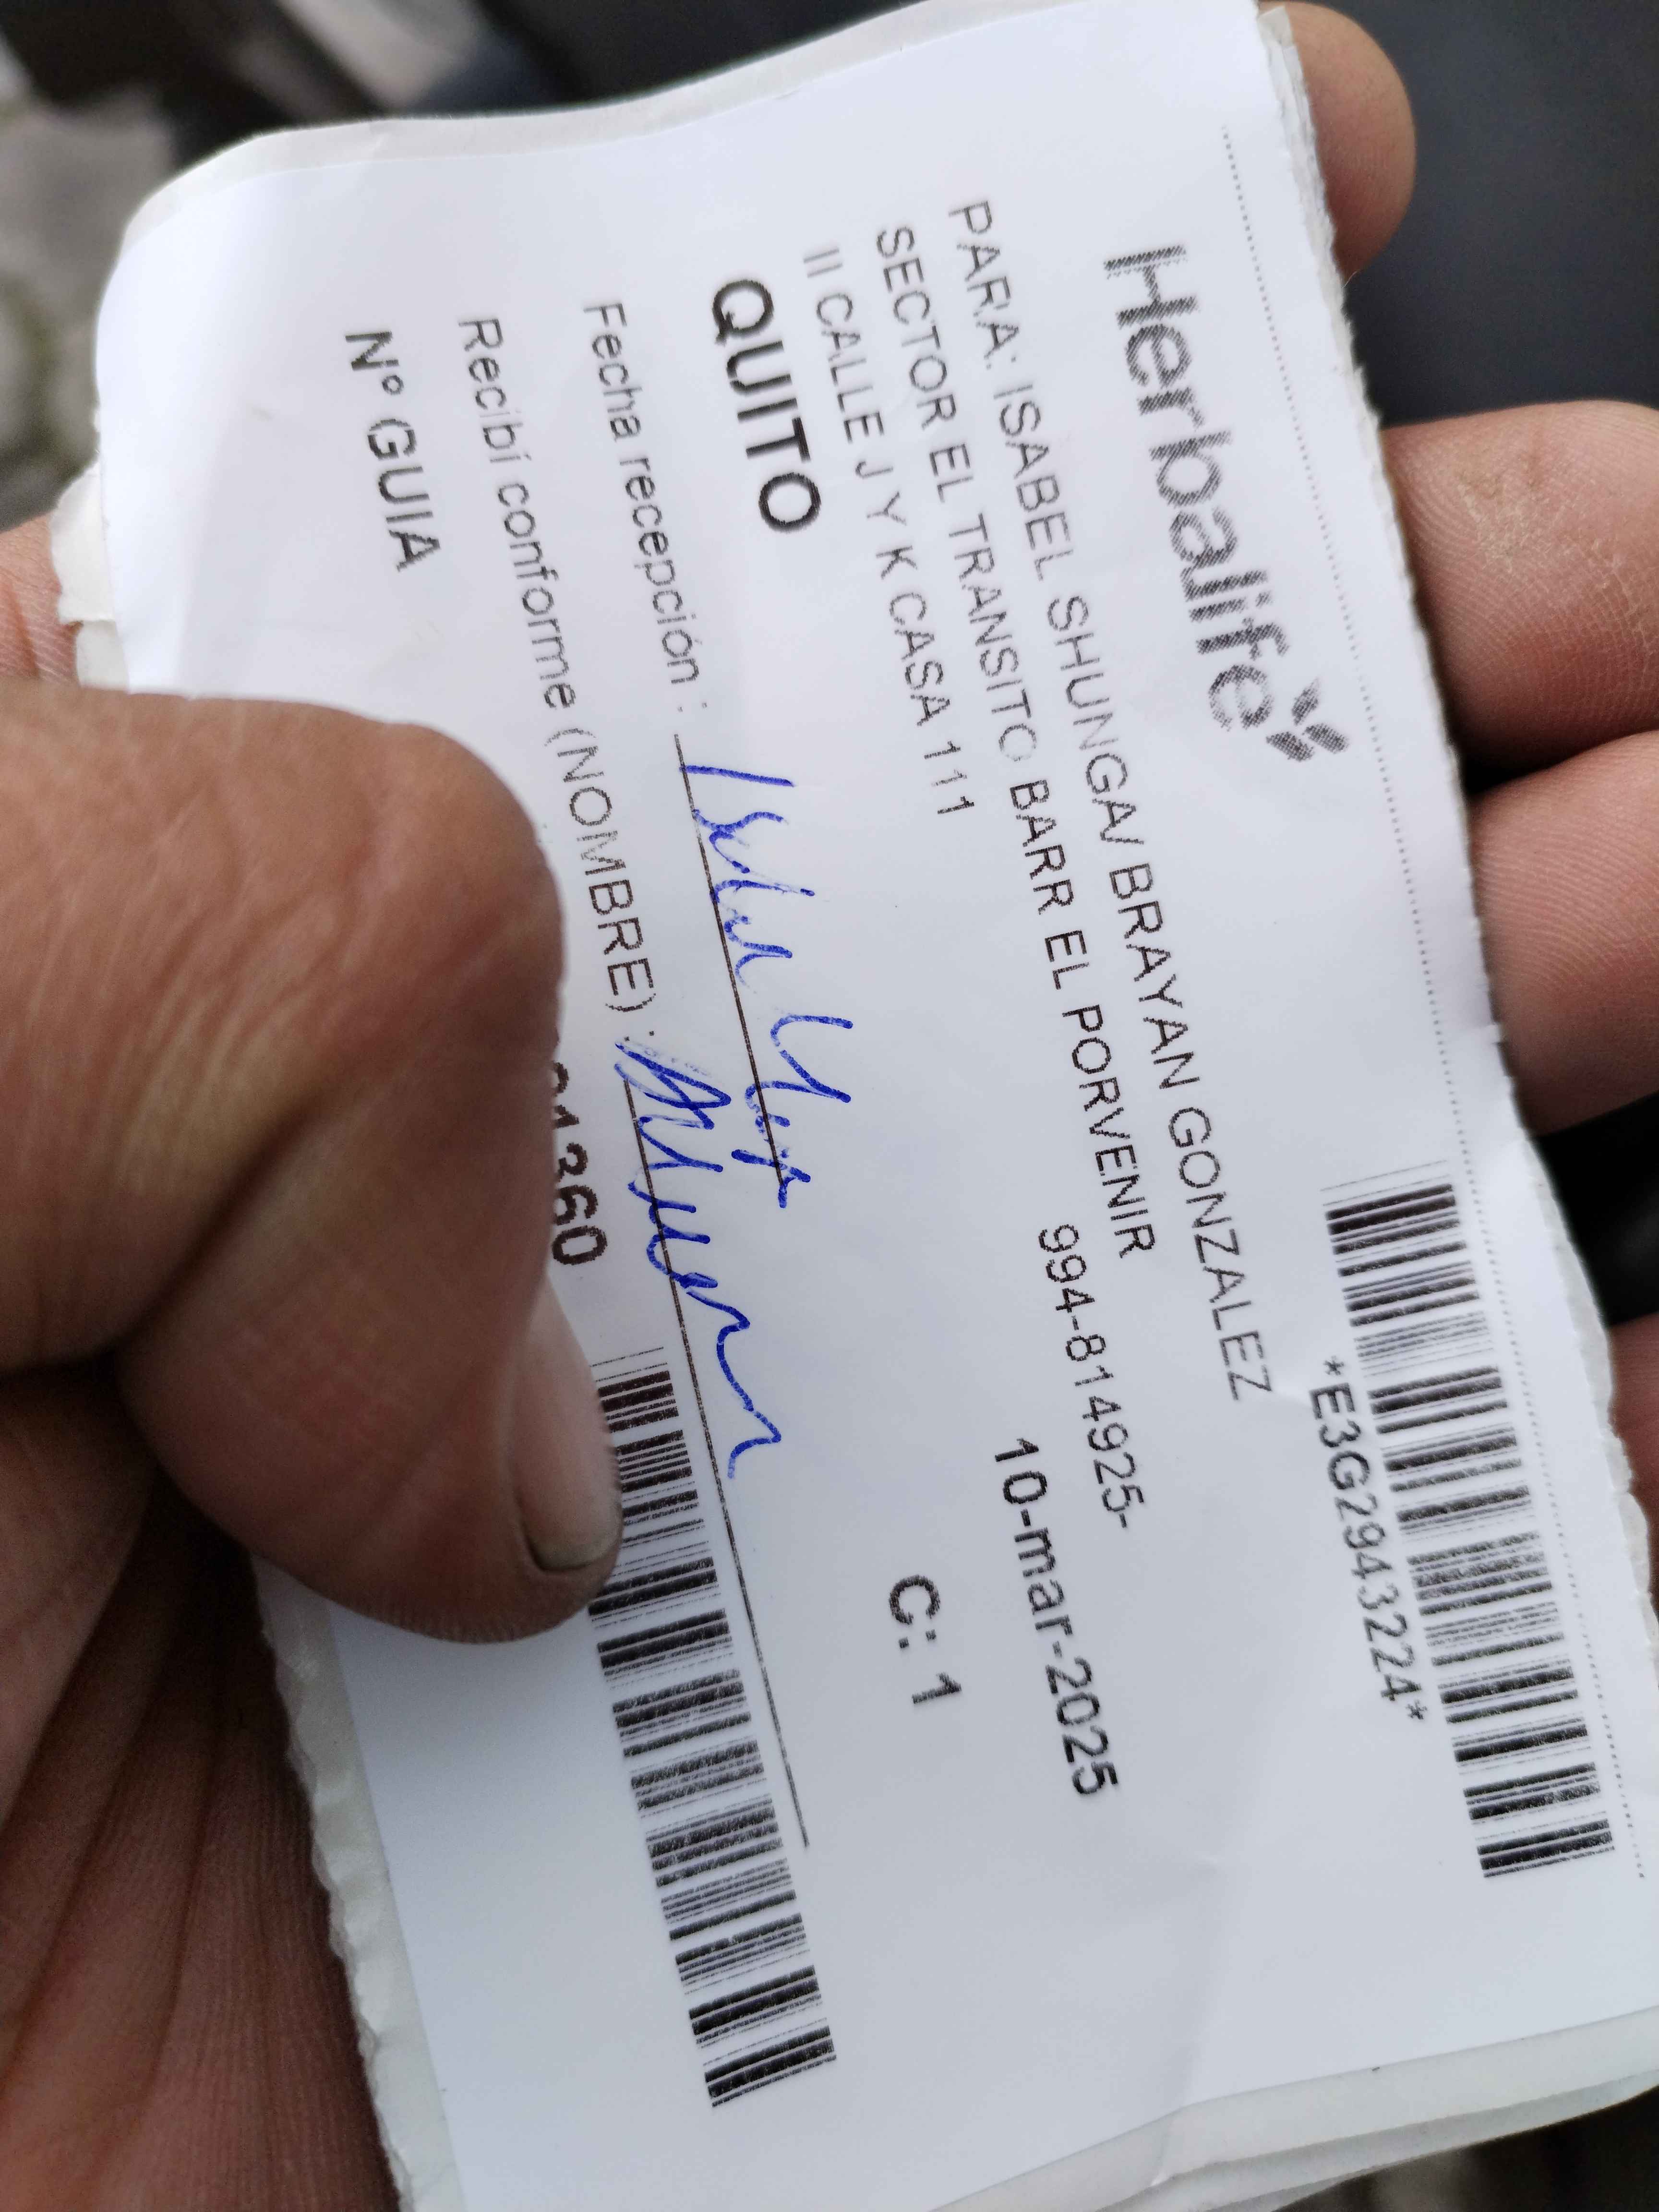 Herbalife
*E3G2943224*
PARA: ISABEL SHUNGA/ BRAYAN GONZALEZ
SECTOR EL TRANSITO BARR EL PORVENIR
994-814925-
II CALLE J Y K CASA 111
10-mar-2025
QUITO
C: 1
Fecha recepción :
Recibí conforme (NOMBRE) :
Nº GUIA
1360